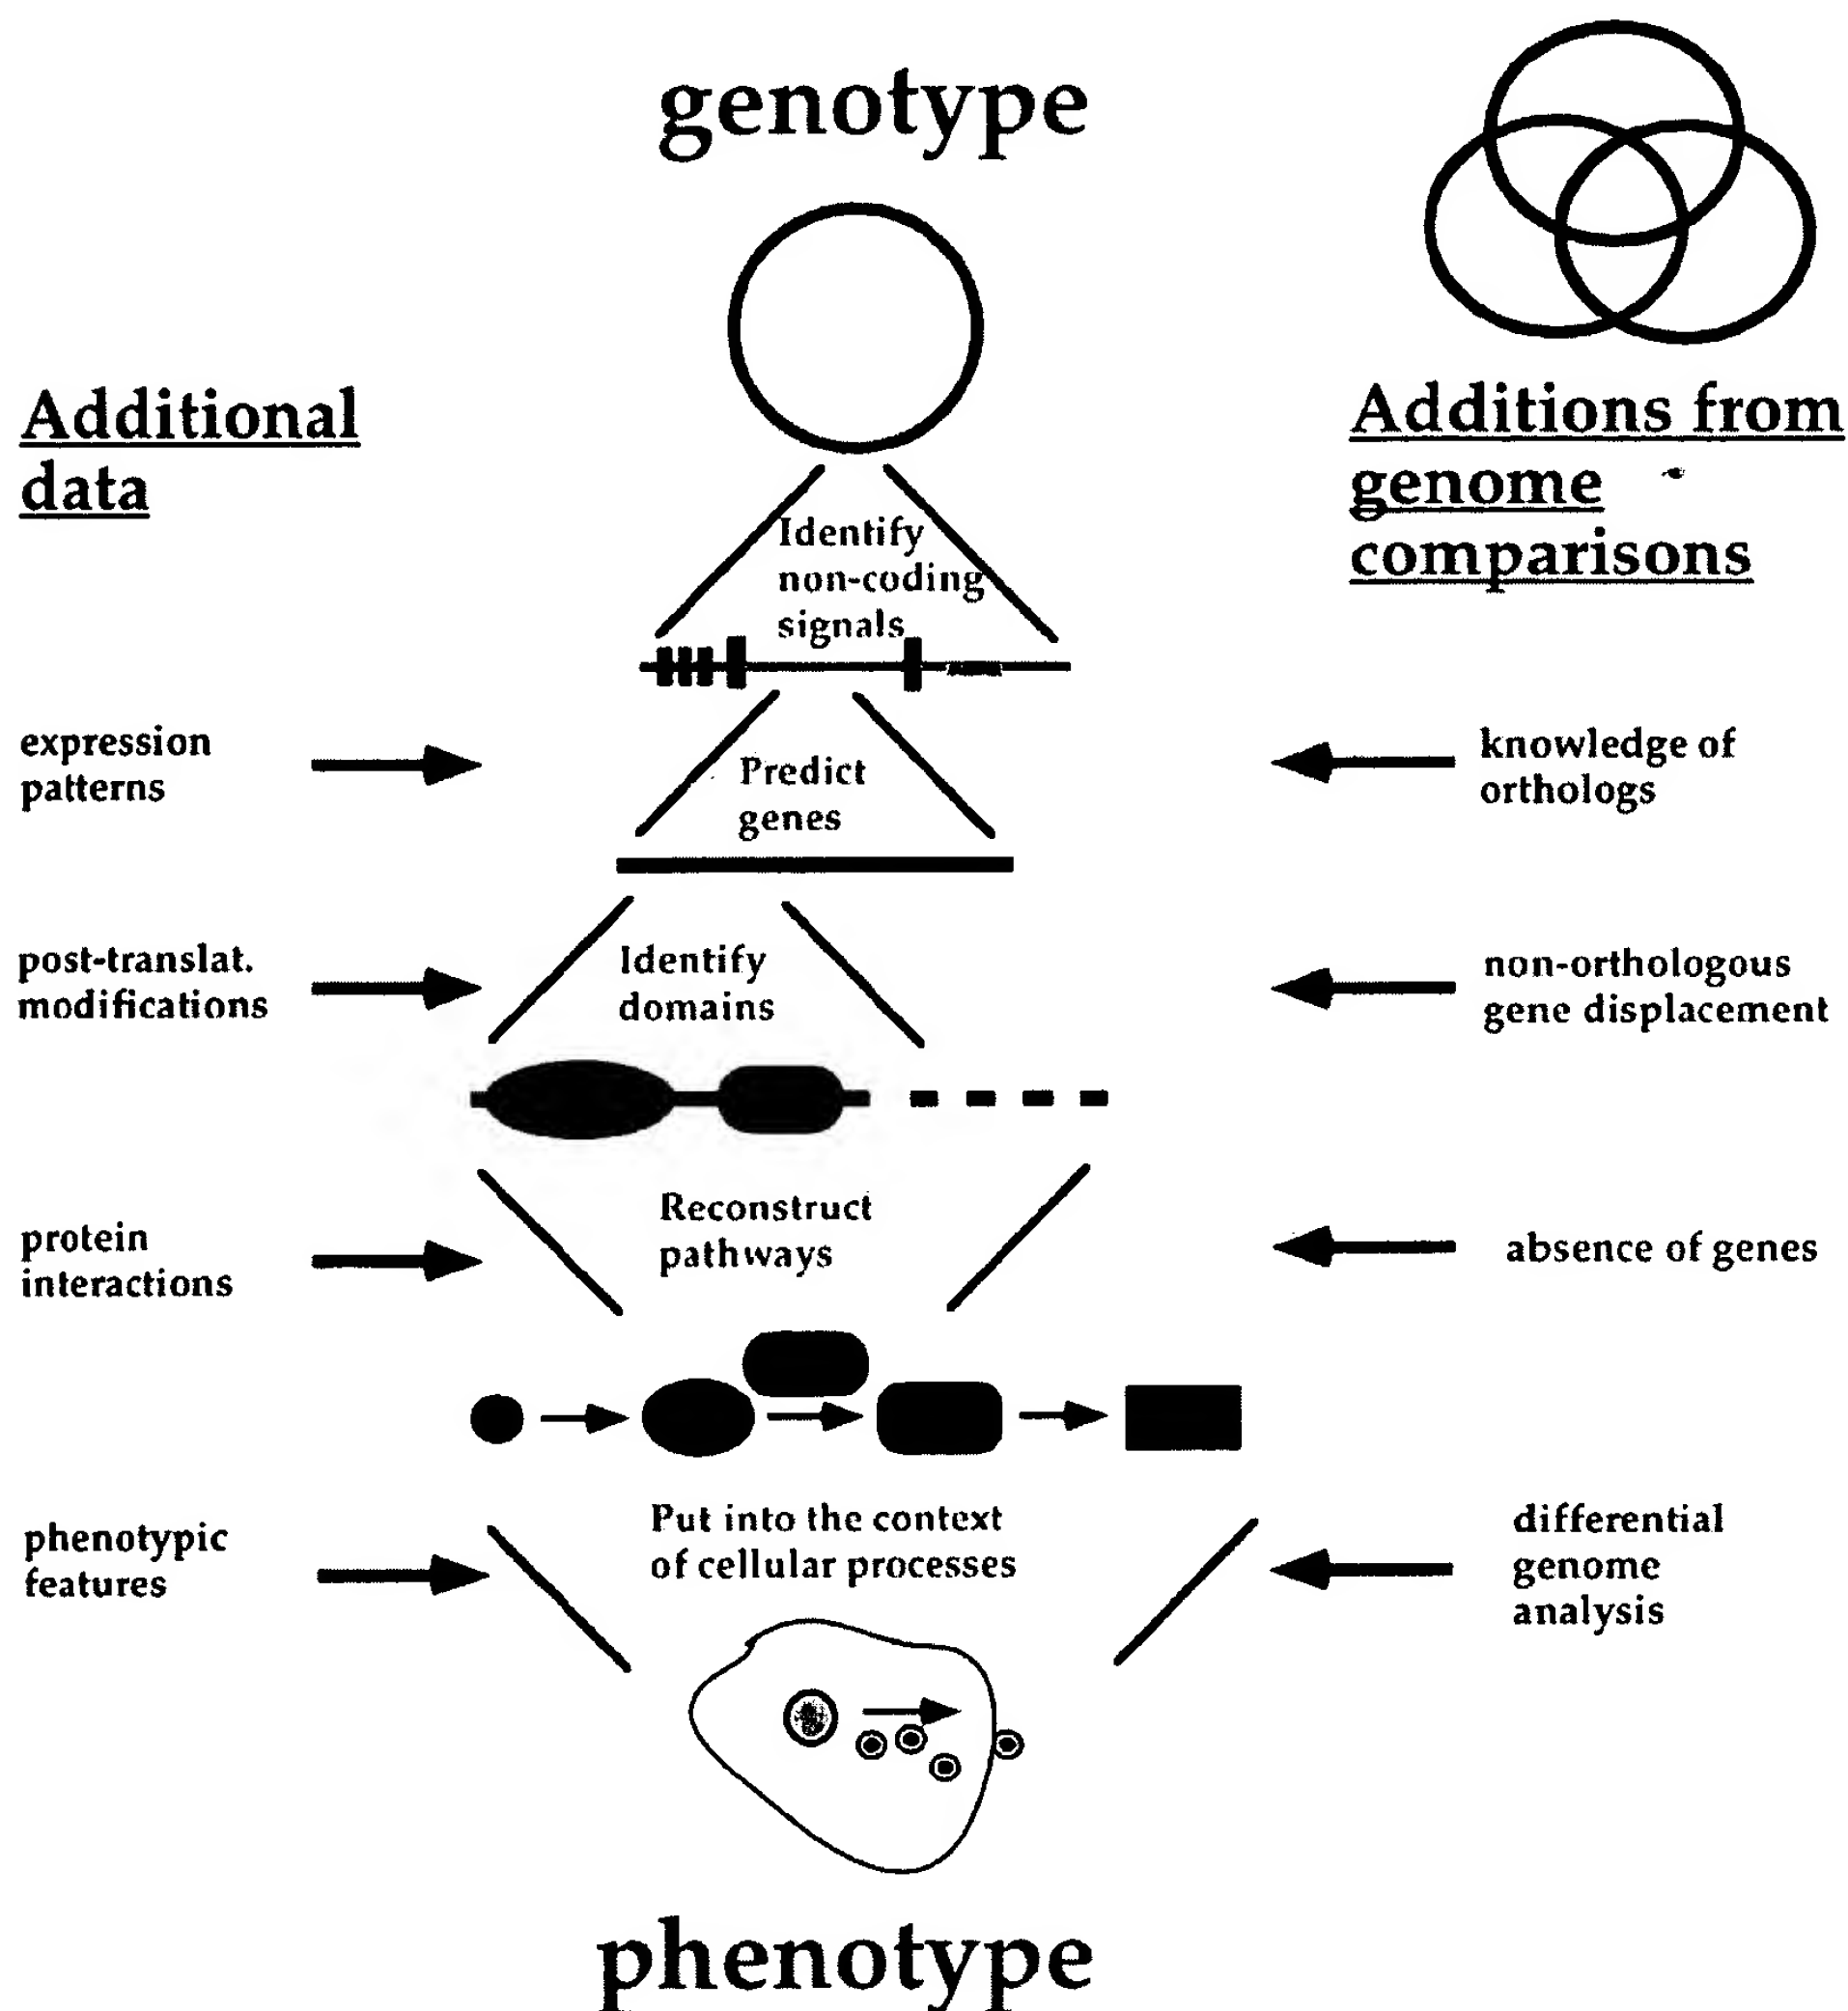 genotype
Additional
data
Additions from
genome
comparisons
Identify
non-coding
signals
expression
patterns
Predict
genes
knowledge of
orthologs
post-translat.
modifications
Identify
domains
non-orthologous
gene displacement
protein
interactions
Reconstruct
pathways
absence of genes
phenotypic
features
Put into the context
of cellular processes
differential
genome
analysis
phenotype